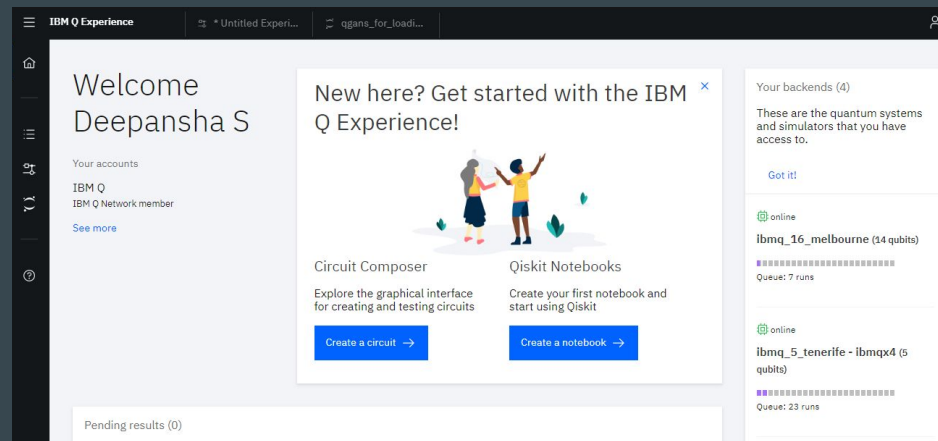 IBM Q Experience
* Untitled Experi...
qgans_for_loadi...
Welcome
Deepansha S
Your accounts
IBM Q
IBM Q Network member
See more
New here? Get started with the IBM
Q Experience!
Circuit Composer
Explore the graphical interface
for creating and testing circuits
Create a circuit →
Qiskit Notebooks
Create your first notebook and
start using Qiskit
Create a notebook →
Pending results (0)
Your backends (4)
These are the quantum systems
and simulators that you have
access to.
Got it!
online
ibmq_16_melbourne (14 qubits)
Queue: 7 runs
online
ibmq_5_tenerife - ibmqx4 (5
qubits)
Queue: 23 runs